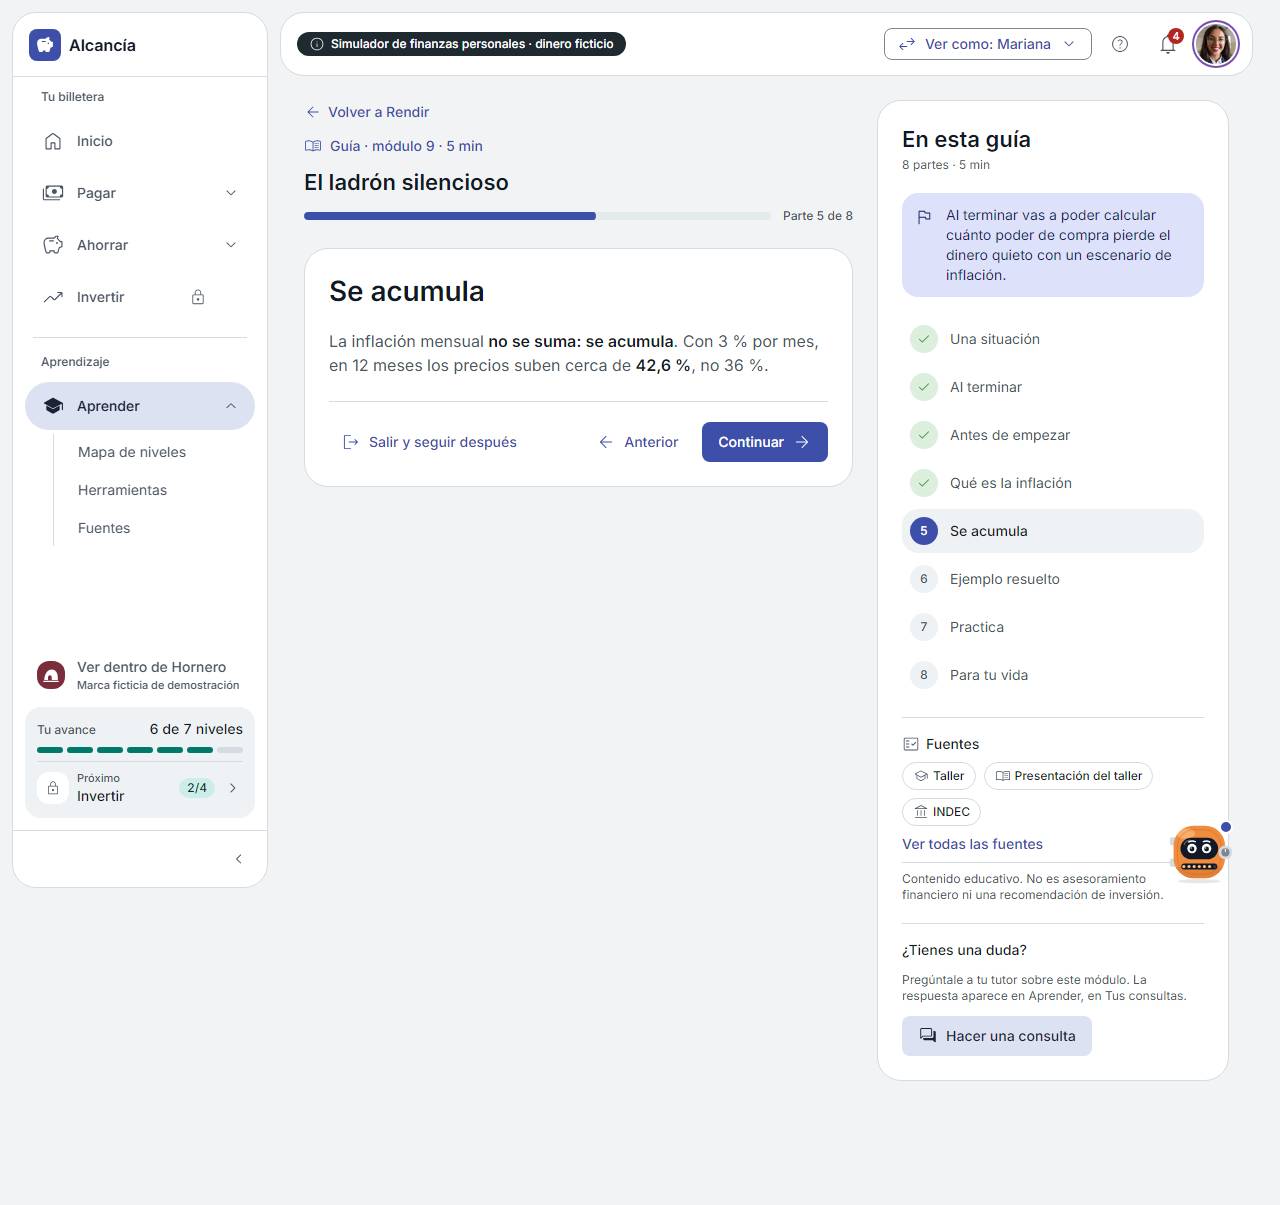 Alcancía
Simulador de finanzas personales · dinero ficticio
Ver como: Mariana
4
Tu billetera
Inicio
Pagar
Ahorrar
Invertir
Aprendizaje
Aprender
Mapa de niveles
Herramientas
Fuentes
Ver dentro de Hornero
Marca ficticia de demostración
Tu avance
6 de 7 niveles
Próximo
Invertir
2/4
Volver a Rendir
Guía · módulo 9 · 5 min
El ladrón silencioso
Parte 5 de 8
Se acumula
La inflación mensual no se suma: se acumula. Con 3 % por mes,
en 12 meses los precios suben cerca de 42,6 %, no 36 %.
Salir y seguir después
Anterior
Continuar
En esta guía
8 partes · 5 min
Al terminar vas a poder calcular
cuánto poder de compra pierde el
dinero quieto con un escenario de
inflación.
Una situación
Al terminar
Antes de empezar
Qué es la inflación
5 Se acumula
6 Ejemplo resuelto
7 Practica
8 Para tu vida
Fuentes
Taller
Presentación del taller
INDEC
Ver todas las fuentes
Contenido educativo. No es asesoramiento
financiero ni una recomendación de inversión.
¿Tienes una duda?
Pregúntale a tu tutor sobre este módulo. La
respuesta aparece en Aprender, en Tus consultas.
Hacer una consulta